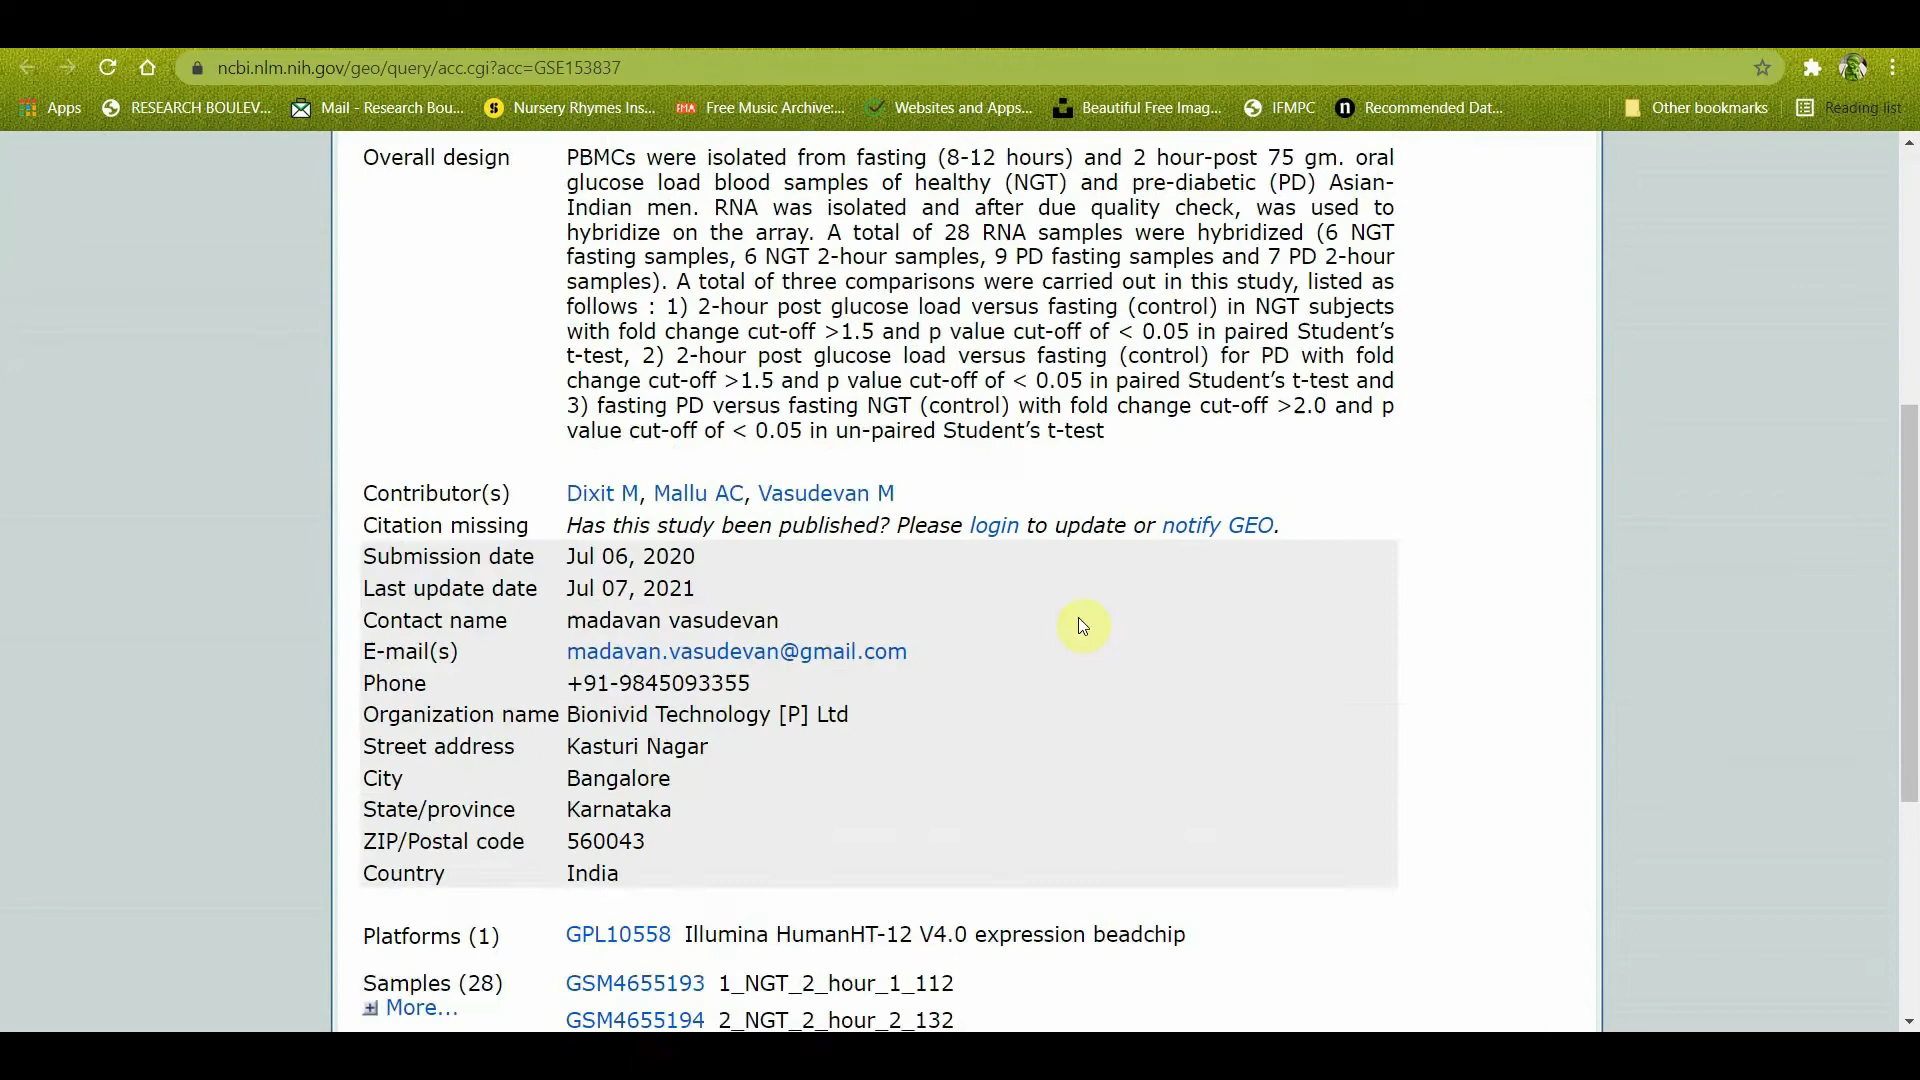 ncbi.nlm.nih.gov/geo/query/acc.cgi?acc=GSE153837
Apps RESEARCH BOULEV... Mail - Research Bou... Nursery Rhymes Ins... FMA Free Music Archive:... Websites and Apps... Beautiful Free Imag... IFMPC n Recommended Dat... Other bookmarks Reading list
Overall design PBMCs were isolated from fasting (8-12 hours) and 2 hour-post 75 gm. oral
glucose load blood samples of healthy (NGT) and pre-diabetic (PD) Asian-
Indian men. RNA was isolated and after due quality check, was used to
hybridize on the array. A total of 28 RNA samples were hybridized (6 NGT
fasting samples, 6 NGT 2-hour samples, 9 PD fasting samples and 7 PD 2-hour
samples). A total of three comparisons were carried out in this study, listed as
follows : 1) 2-hour post glucose load versus fasting (control) in NGT subjects
with fold change cut-off >1.5 and p value cut-off of < 0.05 in paired Student’s
t-test, 2) 2-hour post glucose load versus fasting (control) for PD with fold
change cut-off >1.5 and p value cut-off of < 0.05 in paired Student’s t-test and
3) fasting PD versus fasting NGT (control) with fold change cut-off >2.0 and p
value cut-off of < 0.05 in un-paired Student’s t-test
Contributor(s) Dixit M, Mallu AC, Vasudevan M
Citation missing Has this study been published? Please login to update or notify GEO.
Submission date Jul 06, 2020
Last update date Jul 07, 2021
Contact name madavan vasudevan
E-mail(s) madavan.vasudevan@gmail.com
Phone +91-9845093355
Organization name Bionivid Technology [P] Ltd
Street address Kasturi Nagar
City Bangalore
State/province Karnataka
ZIP/Postal code 560043
Country India
Platforms (1) GPL10558 Illumina HumanHT-12 V4.0 expression beadchip
Samples (28) GSM4655193 1_NGT_2_hour_1_112
More...
GSM4655194 2_NGT_2_hour_2_132